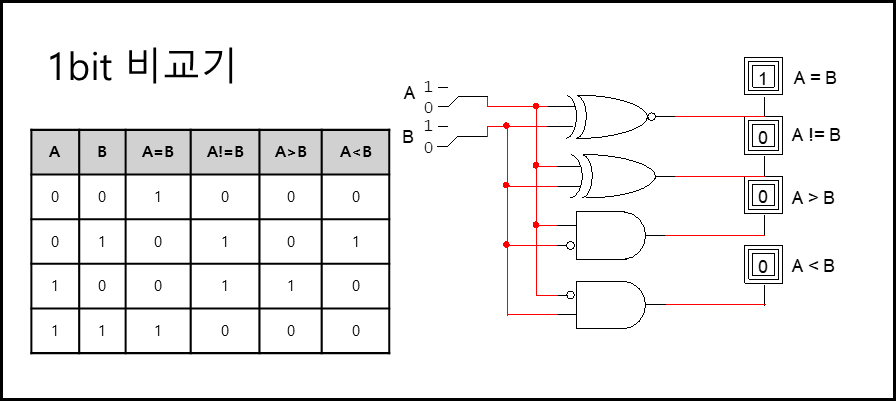 1bit 비교기
A B A=B A!=B A>B A<B
0 0 1 0 0 0
0 1 0 1 0 1
1 0 0 1 1 0
1 1 1 0 0 0
A 1
0
B 1
0
1 A = B
0 A != B
0 A > B
0 A < B